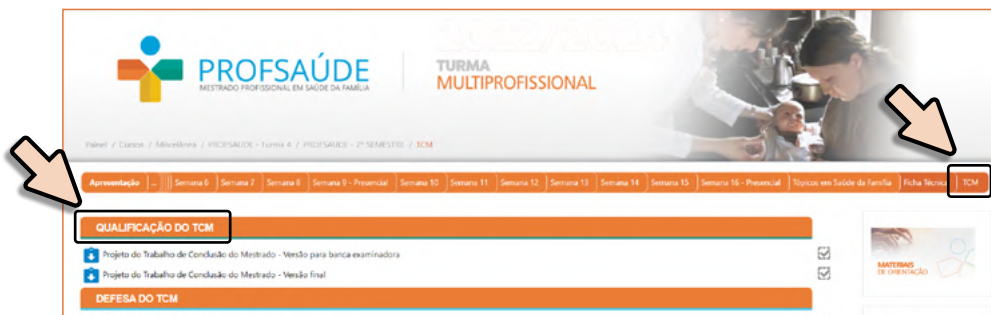 2022/2024
PROFSAÚDE
MESTRADO PROFISSIONAL EM SAÚDE DA FAMÍLIA
TURMA
MULTIPROFISSIONAL
Painel / Cursos / Miscelânea / PROFSAÚDE - Turma 4 / PROFSAÚDE - 2º SEMESTRE / TCM
Apresentação ... Semana 6 Semana 7 Semana 8 Semana 9 - Presencial Semana 10 Semana 11 Semana 12 Semana 13 Semana 14 Semana 15 Semana 16 - Presencial Tópicos em Saúde da Família Ficha Técnica TCM
QUALIFICAÇÃO DO TCM
Projeto do Trabalho de Conclusão do Mestrado - Versão para banca examinadora
Projeto do Trabalho de Conclusão do Mestrado - Versão final
MATERIAIS
DE ORIENTAÇÃO
DEFESA DO TCM